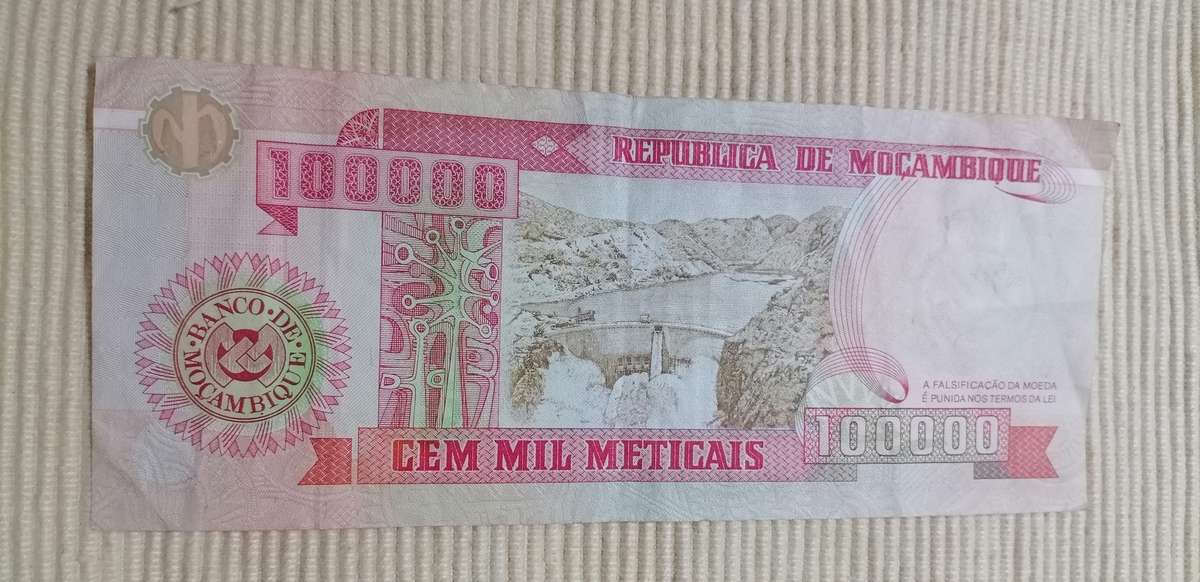 100000
REPÚBLICA DE MOÇAMBIQUE
BANCO·DE·
MOÇAMBIQUE
A FALSIFICAÇÃO DA MOEDA
É PUNIDA NOS TERMOS DA LEI
CEM MIL METICAIS
100000